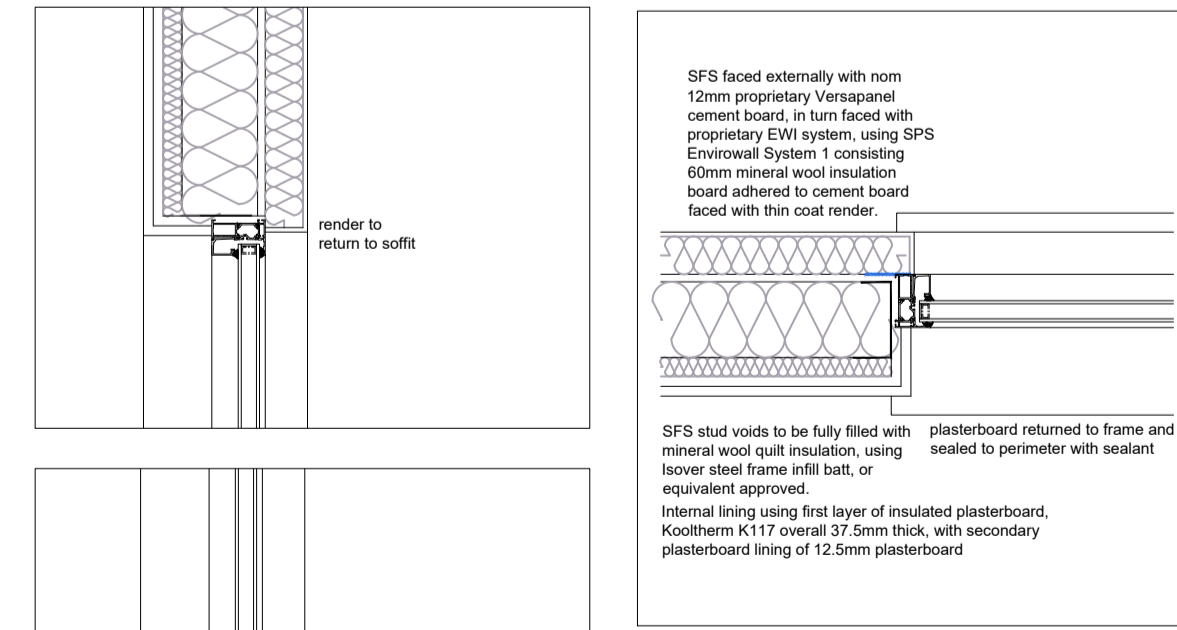 render to
return to soffit
SFS faced externally with nom
12mm proprietary Versapanel
cement board, in turn faced with
proprietary EWI system, using SPS
Envirowall System 1 consisting
60mm mineral wool insulation
board adhered to cement board
faced with thin coat render.
SFS stud voids to be fully filled with
mineral wool quilt insulation, using
Isover steel frame infill batt, or
equivalent approved.
plasterboard returned to frame and
sealed to perimeter with sealant
Internal lining using first layer of insulated plasterboard,
Kooltherm K117 overall 37.5mm thick, with secondary
plasterboard lining of 12.5mm plasterboard